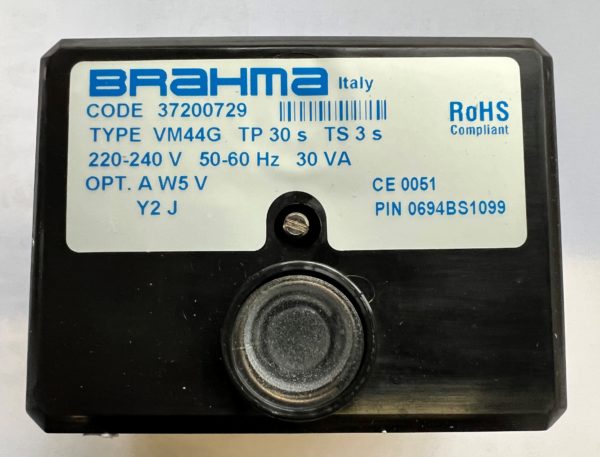 BRAHMA Italy
CODE 37200729
RoHS
Compliant
TYPE VM44G TP 30 s TS 3 s
220-240 V 50-60 Hz 30 VA
OPT. A W5 V
Y2 J
CE 0051
PIN 0694BS1099